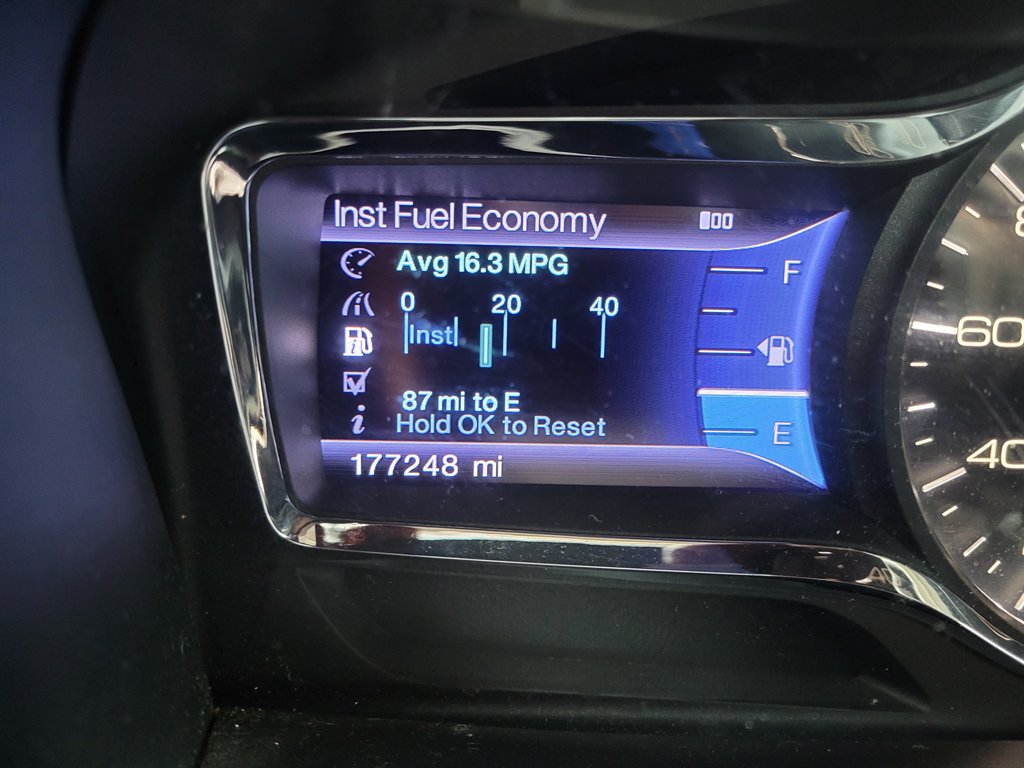 Inst Fuel Economy
Avg 16.3 MPG
F
0 20 40
Inst
87 mi to E
Hold OK to Reset
E
177248 mi
60
40